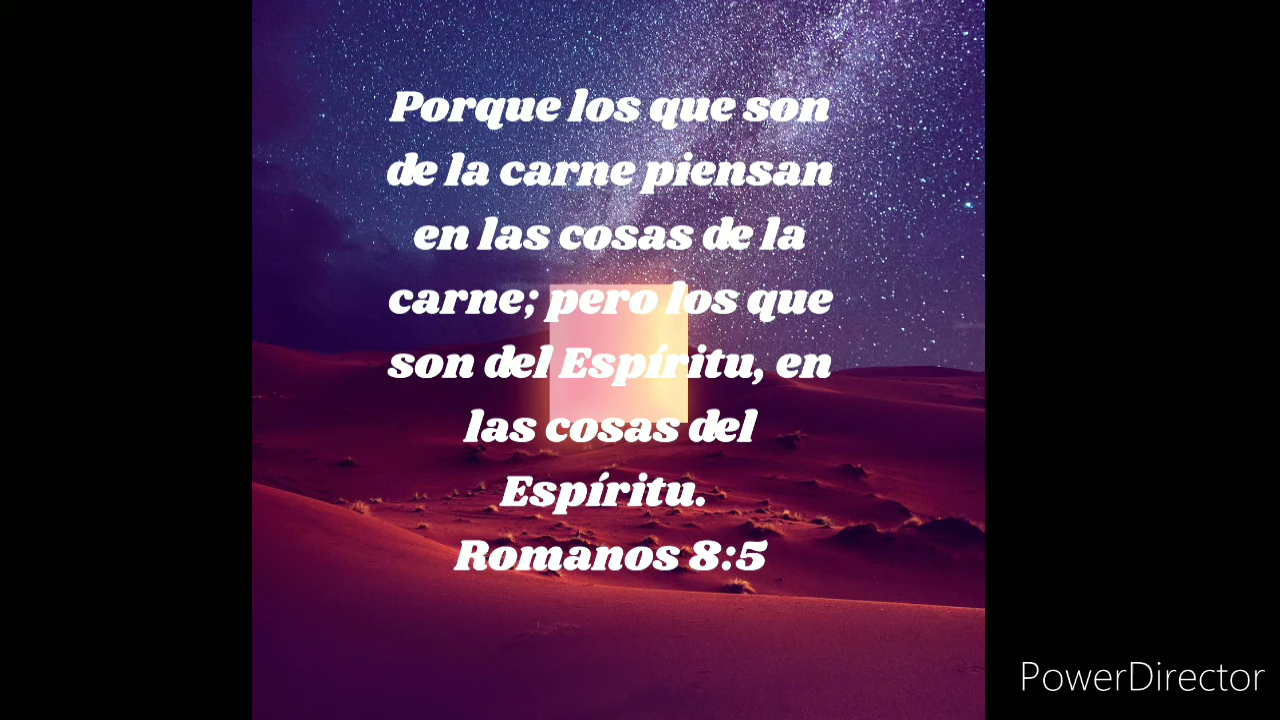 Porque los que son
de la carne piensan
en las cosas de la
carne; pero los que
son del Espíritu, en
las cosas del
Espíritu.
Romanos 8:5
PowerDirector